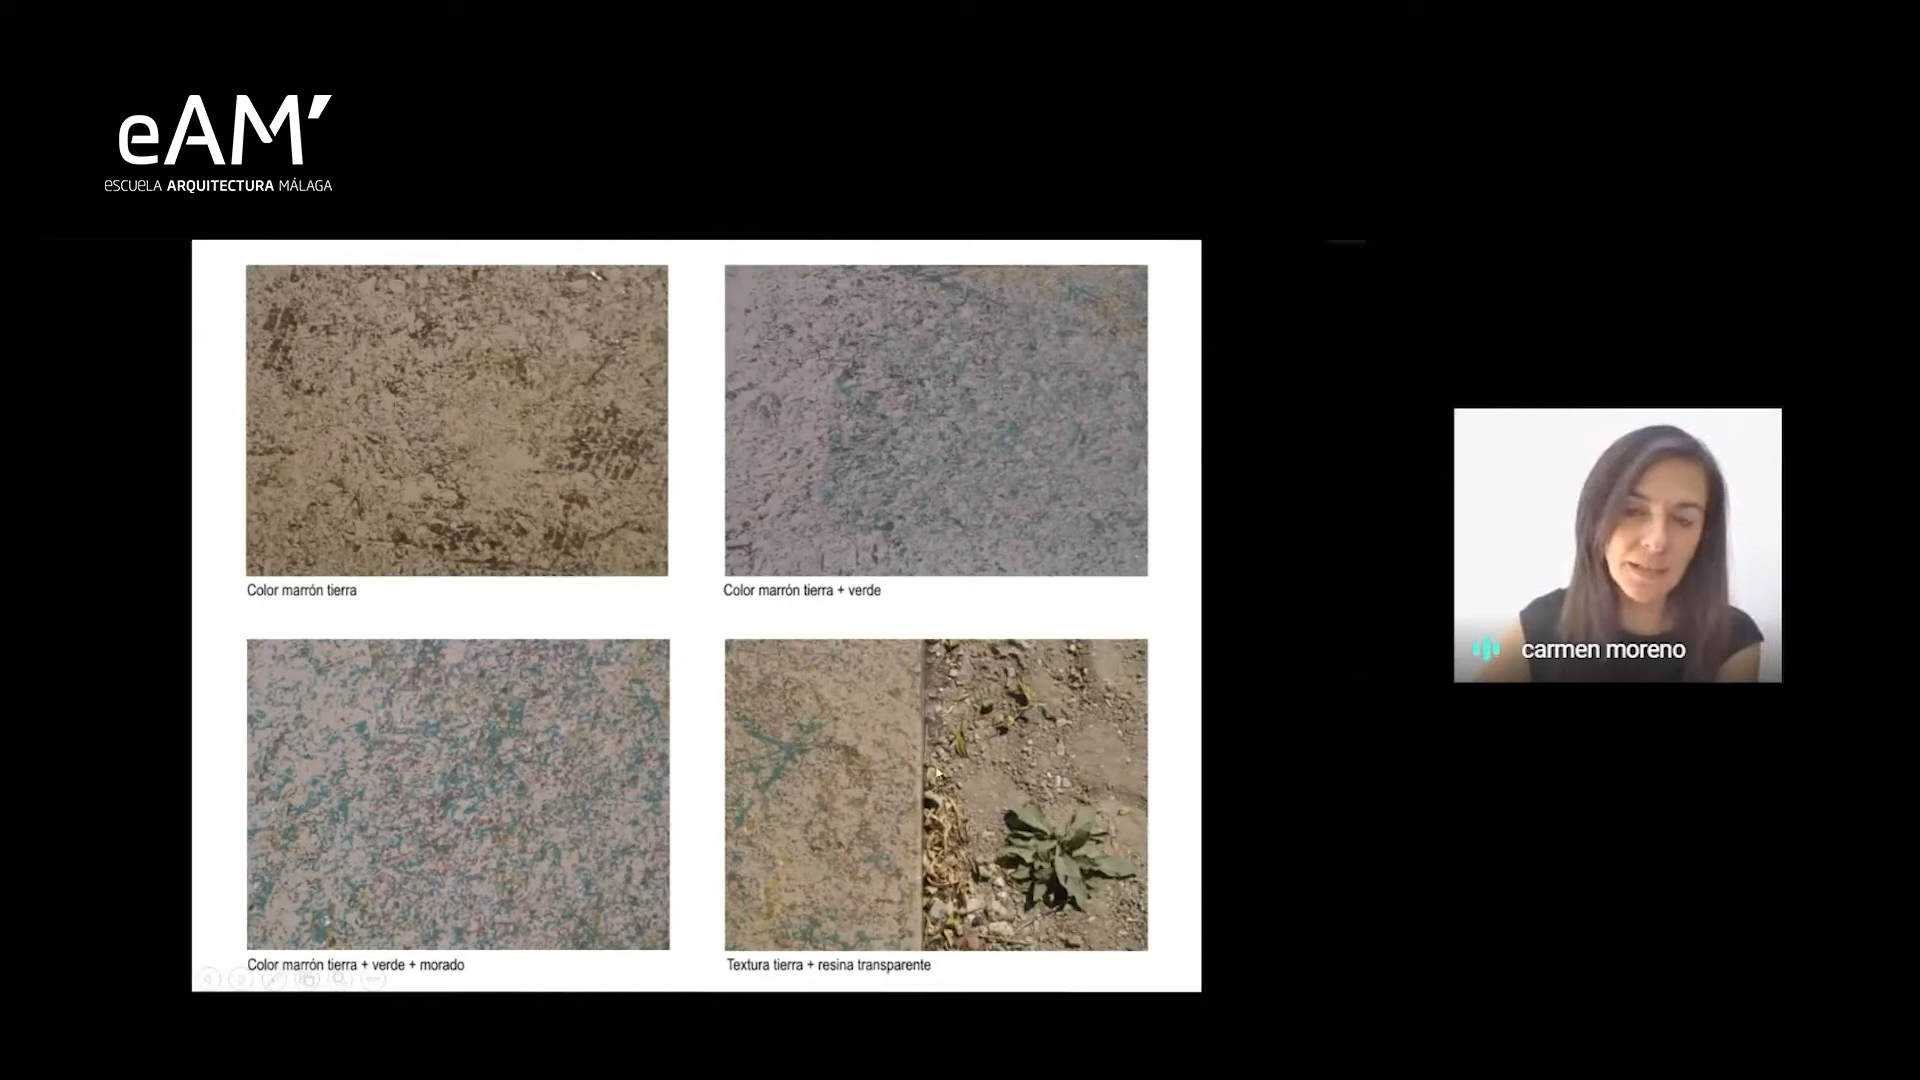 eAM'
escuela ARQUITECTURA MÁLAGA
Color marrón tierra
Color marrón tierra + verde
Color marrón tierra + verde + morado
Textura tierra + resina transparente
carmen moreno